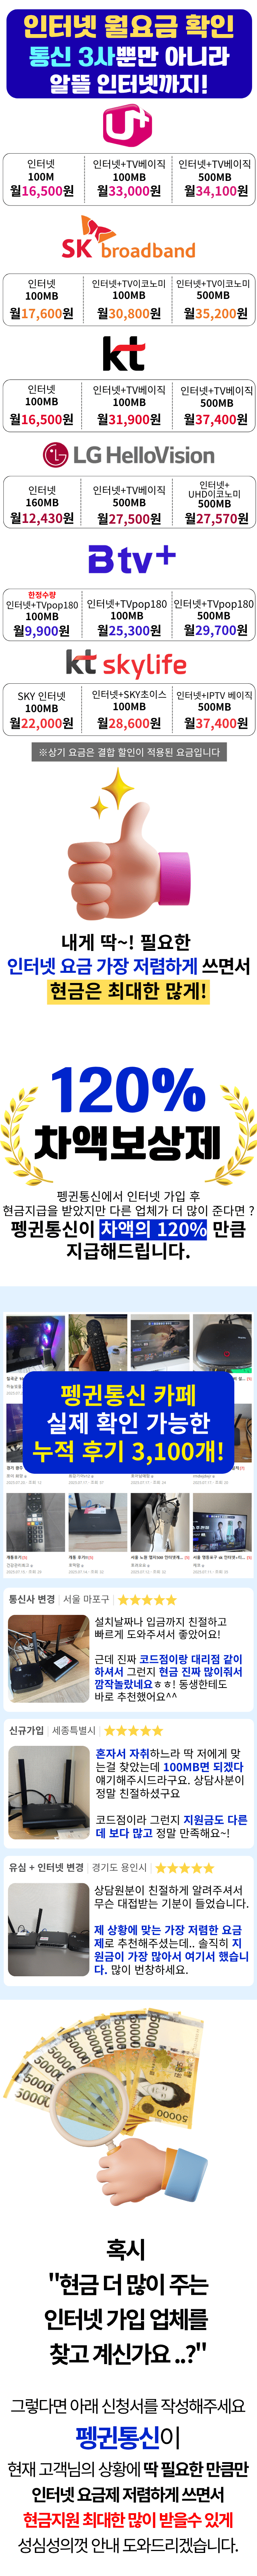 인터넷 월요금 확인
통신 3사뿐만 아니라
알뜰 인터넷까지!
U+
인터넷
100M
월16,500원
인터넷+TV베이직
100MB
월33,000원
인터넷+TV베이직
500MB
월34,100원
SK broadband
인터넷
100MB
월17,600원
인터넷+TV이코노미
100MB
월30,800원
인터넷+TV이코노미
500MB
월35,200원
kt
인터넷
100MB
월16,500원
인터넷+TV베이직
100MB
월31,900원
인터넷+TV베이직
500MB
월37,400원
LG HelloVision
인터넷
160MB
월12,430원
인터넷+TV베이직
500MB
월27,500원
인터넷+
UHD이코노미
500MB
월27,570원
B tv+
한정수량
인터넷+TVpop180
100MB
월9,900원
인터넷+TVpop180
100MB
월25,300원
인터넷+TVpop180
500MB
월29,700원
kt skylife
SKY 인터넷
100MB
월22,000원
인터넷+SKY초이스
100MB
월28,600원
인터넷+IPTV 베이직
500MB
월37,400원
※상기 요금은 결합 할인이 적용된 요금입니다
내게 딱~! 필요한
인터넷 요금 가장 저렴하게 쓰면서
현금은 최대한 많게!
120%
차액보상제
펭귄통신에서 인터넷 가입 후
현금지급을 받았지만 다른 업체가 더 많이 준다면 ?
펭귄통신이 차액의 120% 만큼
지급해드립니다.
펭귄통신 카페
실제 확인 가능한
누적 후기 3,100개!
통신사 변경 | 서울 마포구 |
설치날짜나 입금까지 친절하고
빠르게 도와주셔서 좋았어요!
근데 진짜 코드점이랑 대리점 같이
하셔서 그런지 현금 진짜 많이줘서
깜작놀랐네요ㅎㅎ! 동생한테도
바로 추천했어요^^
신규가입 | 세종특별시 |
혼자서 자취하느라 딱 저에게 맞
는걸 찾았는데 100MB면 되겠다
얘기해주시드라구요. 상담사분이
정말 친절하셨구요
코드점이라 그런지 지원금도 다른
데 보다 많고 정말 만족해요~!
유심 + 인터넷 변경 | 경기도 용인시 |
상담원분이 친절하게 알려주셔서
무슨 대접받는 기분이 들었습니다.
제 상황에 맞는 가장 저렴한 요금
제로 추천해주셨는데.. 솔직히 지
원금이 가장 많아서 여기서 했습니
다. 많이 번창하세요.
50000
혹시
"현금 더 많이 주는
인터넷 가입 업체를
찾고 계신가요 ..?"
그렇다면 아래 신청서를 작성해주세요
펭귄통신이
현재 고객님의 상황에 딱 필요한 만큼만
인터넷 요금제 저렴하게 쓰면서
현금지원 최대한 많이 받을수 있게
성심성의껏 안내 도와드리겠습니다.